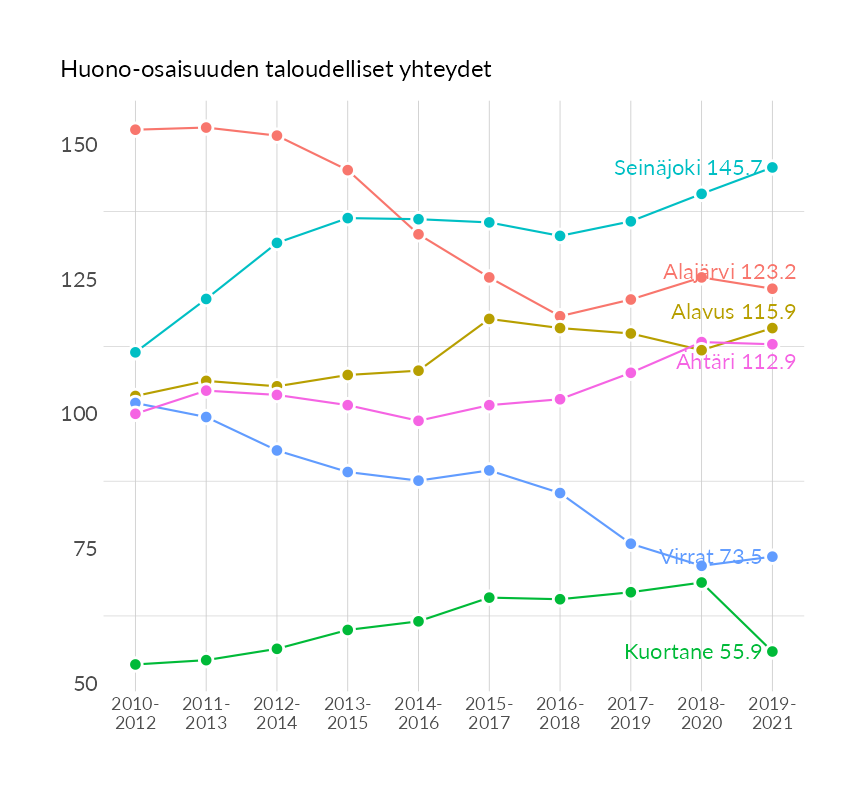 Huono-osaisuuden taloudelliset yhteydet
150
Seinäjoki 145.7
125
Alajärvi 123.2
Alavus 115.9
Ähtäri 112.9
100
75
Virrat 73.5
Kuortane 55.9
50
2010- 2011- 2012- 2013- 2014- 2015- 2016- 2017- 2018- 2019-
2012 2013 2014 2015 2016 2017 2018 2019 2020 2021